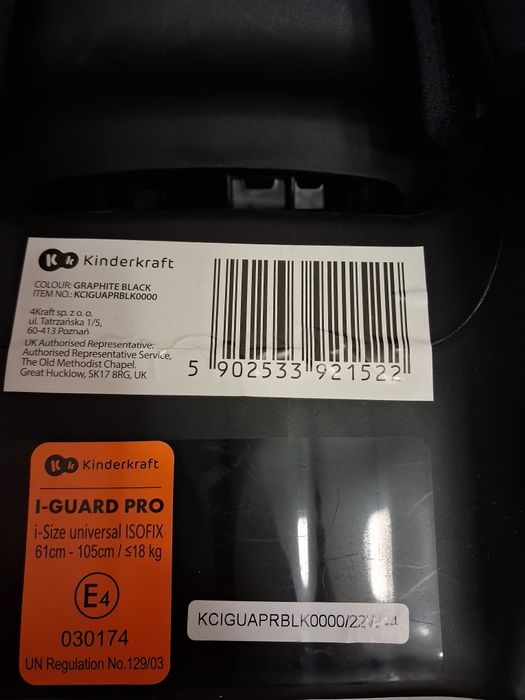 Kk Kinderkraft
COLOUR: GRAPHITE BLACK
ITEM NO.: KCIGUAPRBLK0000
4Kraft sp. z o. o.
ul. Tatrzańska 1/5,
60-413 Poznań
UK Authorised Representative:
Authorised Representative Service,
The Old Methodist Chapel,
Great Hucklow, SK17 8RG, UK
5 902533 921522
Kk Kinderkraft
I-GUARD PRO
i-Size universal ISOFIX
61cm - 105cm / ≤18 kg
E4
030174
UN Regulation No.129/03